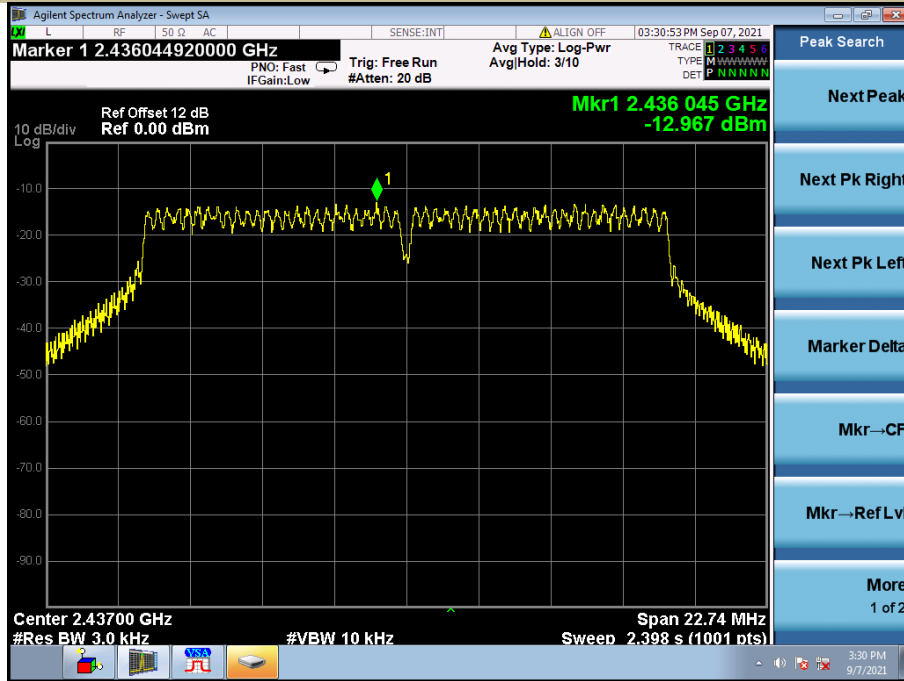 Agilent Spectrum Analyzer - Swept SA
LXI L RF 50 Ω AC SENSE:INT ALIGN OFF 03:30:53 PM Sep 07, 2021
Marker 1 2.436044920000 GHz
PNO: Fast
IFGain:Low
Trig: Free Run
#Atten: 20 dB
Avg Type: Log-Pwr
Avg|Hold: 3/10
TRACE 1 2 3 4 5 6
TYPE M W W W W W
DET P N N N N N
Peak Search
Mkr1 2.436 045 GHz
-12.967 dBm
Ref Offset 12 dB
10 dB/div Ref 0.00 dBm
Log
1
-10.0
-20.0
-30.0
-40.0
-50.0
-60.0
-70.0
-80.0
-90.0
Next Peak
Next Pk Right
Next Pk Left
Marker Delta
Mkr→CF
Mkr→Ref Lvl
More
1 of 2
Center 2.43700 GHz Span 22.74 MHz
#Res BW 3.0 kHz #VBW 10 kHz Sweep 2.398 s (1001 pts)
VSA
3:30 PM
9/7/2021